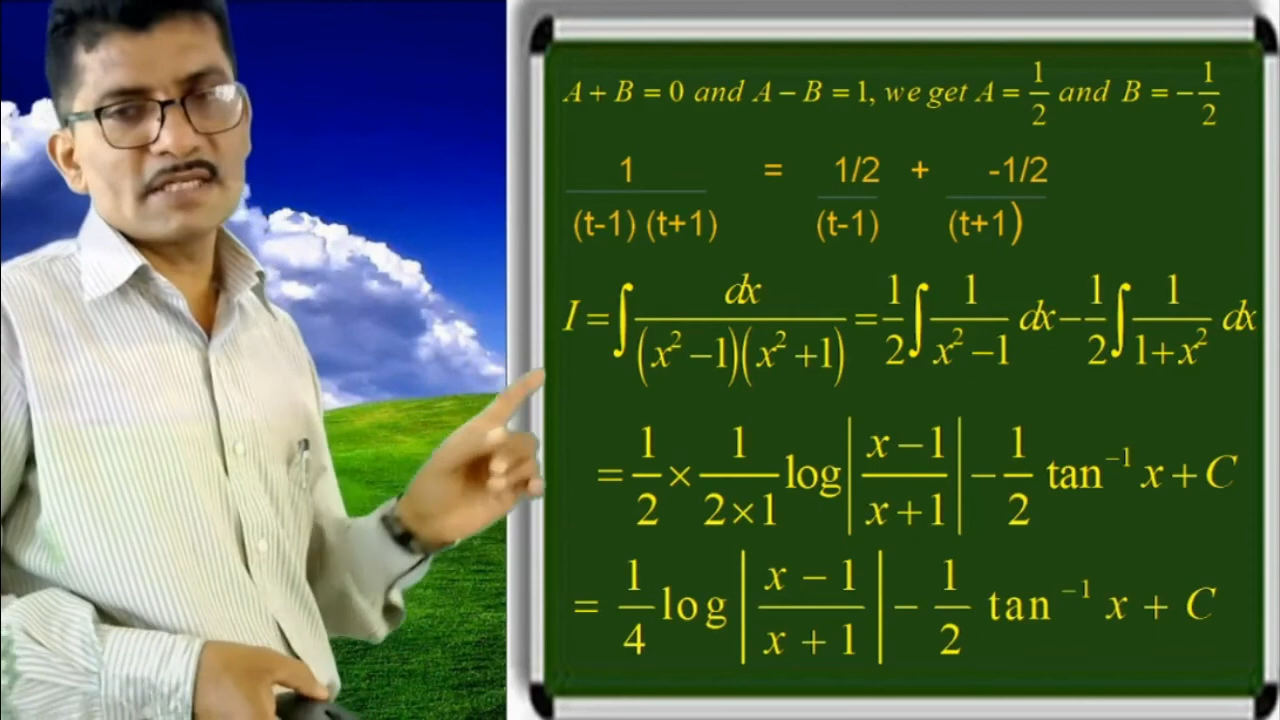 A + B = 0 and A − B = 1, we get A = 1/2 and B = −1/2
1/(t-1) (t+1) = 1/2/(t-1) + -1/2/(t+1)
I = ∫ dx/(x² −1)(x² +1) = 1/2 ∫ 1/x² −1 dx − 1/2 ∫ 1/1+x² dx
= 1/2 × 1/2×1 log |x −1/x +1| − 1/2 tan⁻¹ x + C
= 1/4 log |x − 1/x + 1| − 1/2 tan⁻¹ x + C